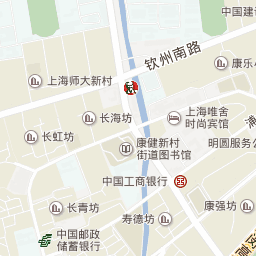 中国建设
钦州南路
康乐小
上海师大新村
上海唯舍
时尚宾馆
长海坊
长虹坊
康健新村
街道图书馆
明园服务公
中国工商银行
长青坊
康强坊
寿德坊
中国邮政
储蓄银行